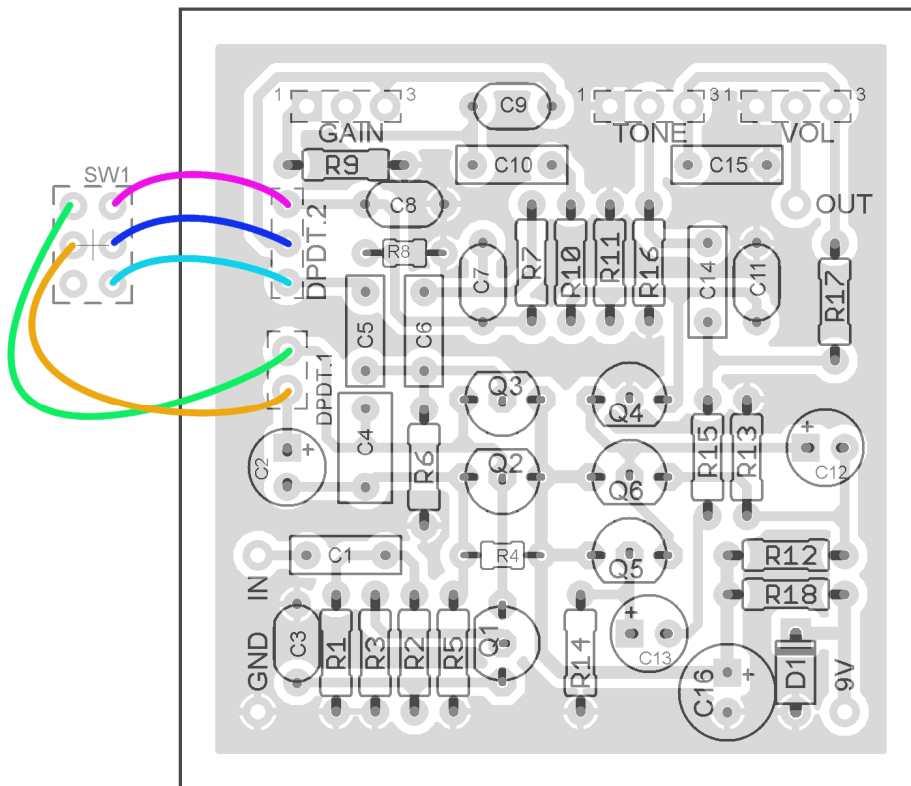 1 3 1 3 1 3
C9
GAIN TONE VOL
R9 C10 C15
SW1
C8 OUT
DPDT.2 R8 C7 R7 R10 R11 R16 C14 C11 R17
C5 C6
DPDT.1 Q3 Q4
C2 + C4 R6 Q2 Q6 R15 R13 + C12
IN C1 R4 Q5 R12
R18
GND C3 R1 R3 R2 R5 Q1 R14 + C13 C16 + D1 9V